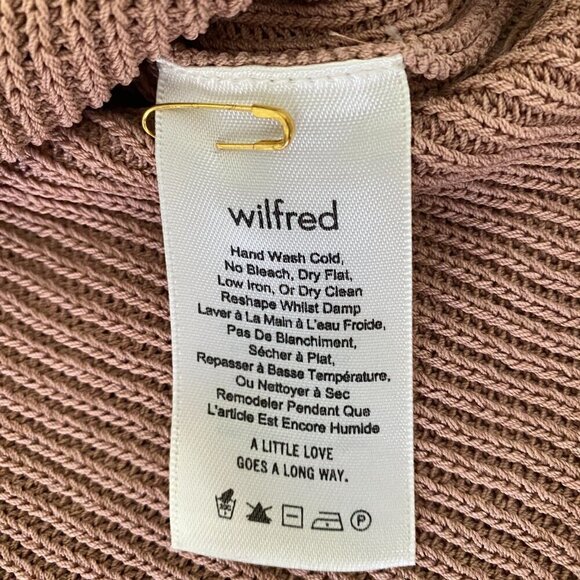 wilfred
Hand Wash Cold,
No Bleach, Dry Flat,
Low Iron, Or Dry Clean
Reshape Whilst Damp
Laver à La Main à L'eau Froide,
Pas De Blanchiment,
Sécher à Plat,
Repasser à Basse Température,
Ou Nettoyer à Sec
Remodeler Pendant Que
L'article Est Encore Humide
A LITTLE LOVE
GOES A LONG WAY.
P